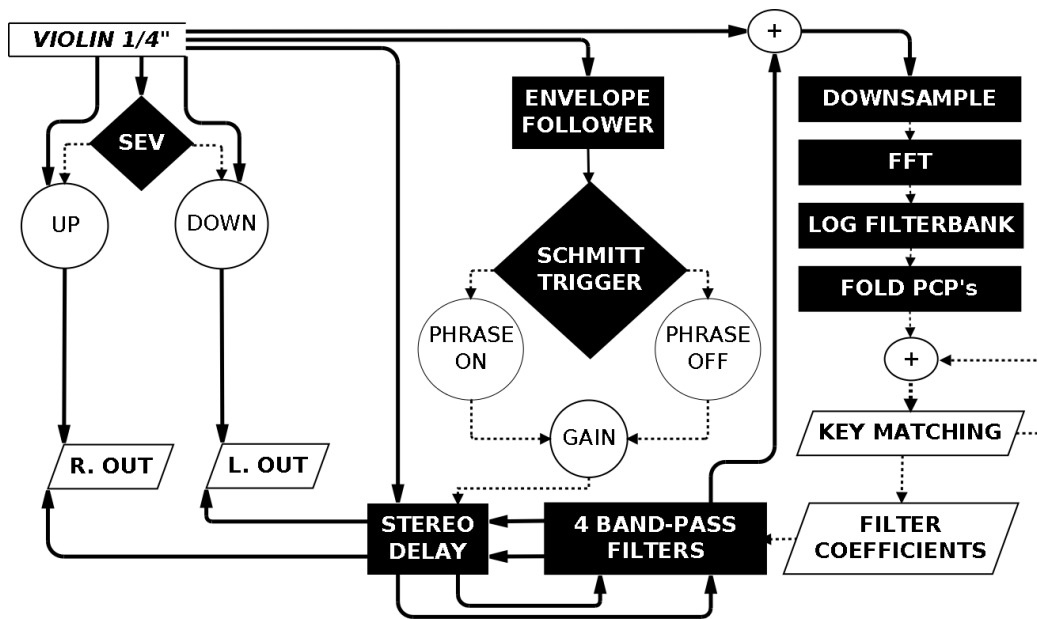 VIOLIN 1/4"
+
ENVELOPE
FOLLOWER
DOWNSAMPLE
SEV
FFT
UP
DOWN
LOG FILTERBANK
SCHMITT
TRIGGER
FOLD PCP's
PHRASE
ON
PHRASE
OFF
+
GAIN
KEY MATCHING
R. OUT
L. OUT
STEREO
DELAY
4 BAND-PASS
FILTERS
FILTER
COEFFICIENTS